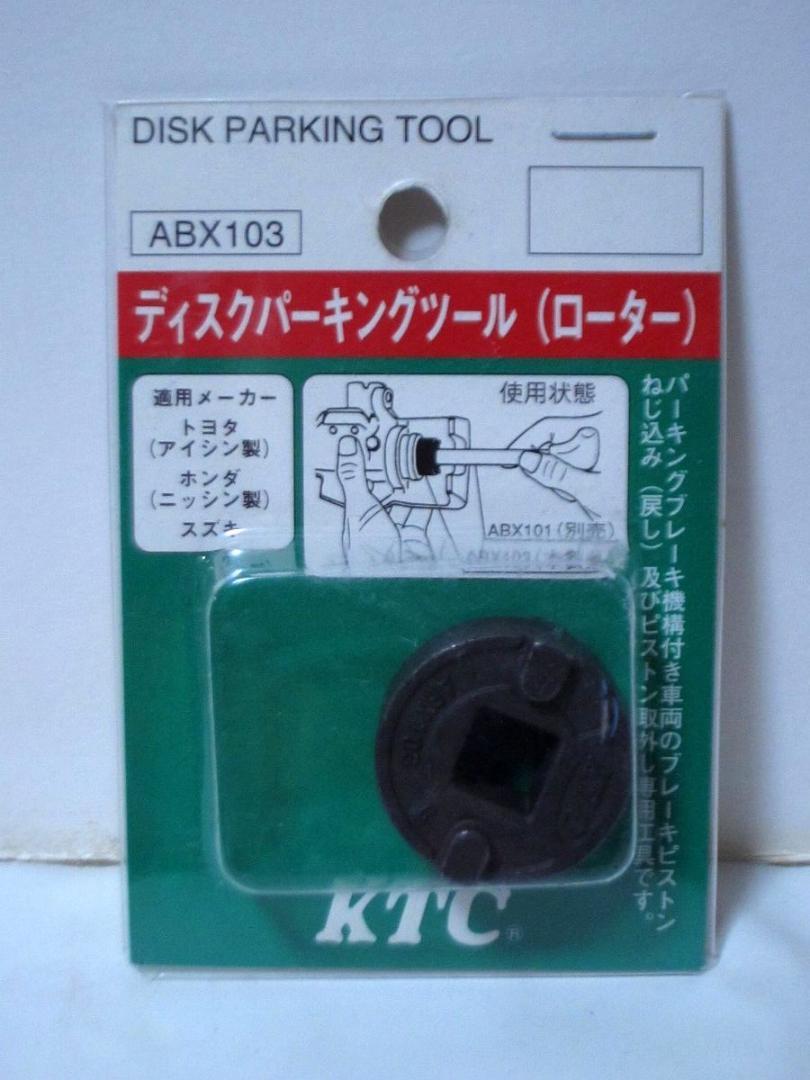 DISK PARKING TOOL
ABX103
ディスクパーキングツール（ローター）
適用メーカー
トヨタ
（アイシン製）
ホンダ
（ニッシン製）
スズキ
使用状態
ABX101（別売）
パーキングブレーキ機構付き車両のブレーキピストン
ねじ込み（戻し）及びピストン取外し専用工具です。
KTC®